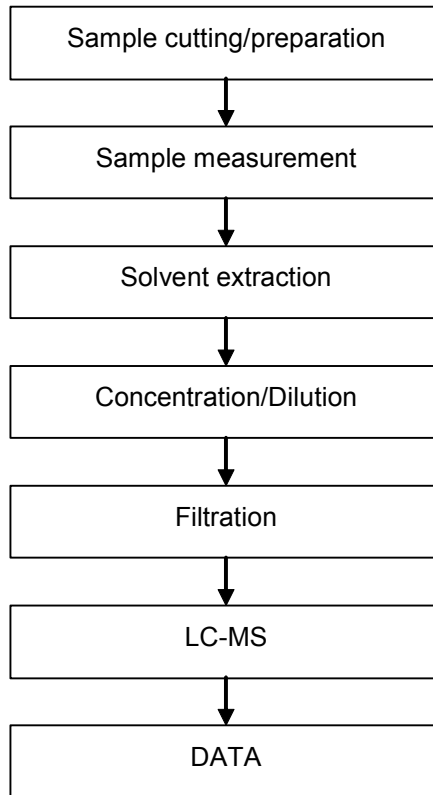 Sample cutting/preparation
Sample measurement
Solvent extraction
Concentration/Dilution
Filtration
LC-MS
DATA